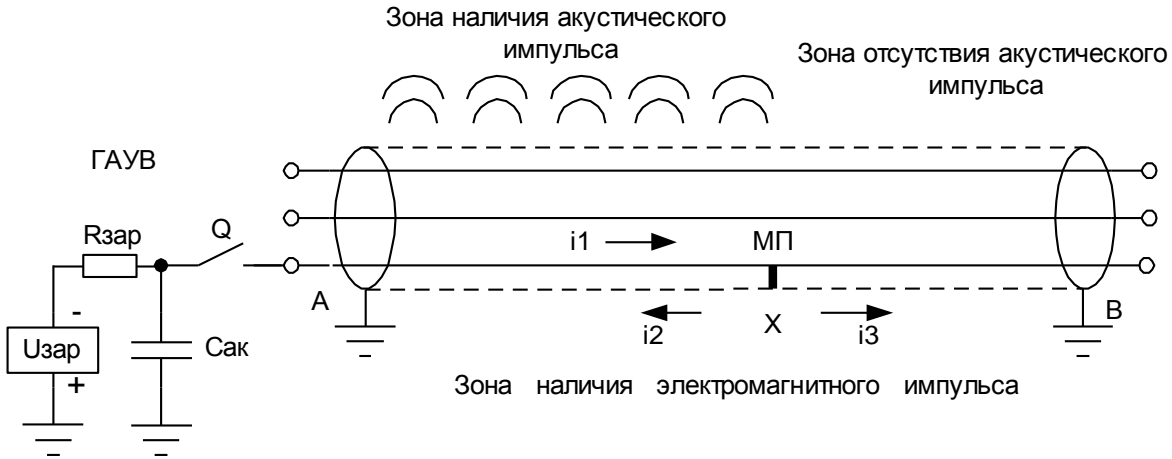 Зона наличия акустического
импульса
Зона отсутствия акустического
импульса
ГАУВ
Rзар
Q
i1
МП
A
B
-
Uзар
+
Cак
i2
X
i3
Зона наличия электромагнитного импульса